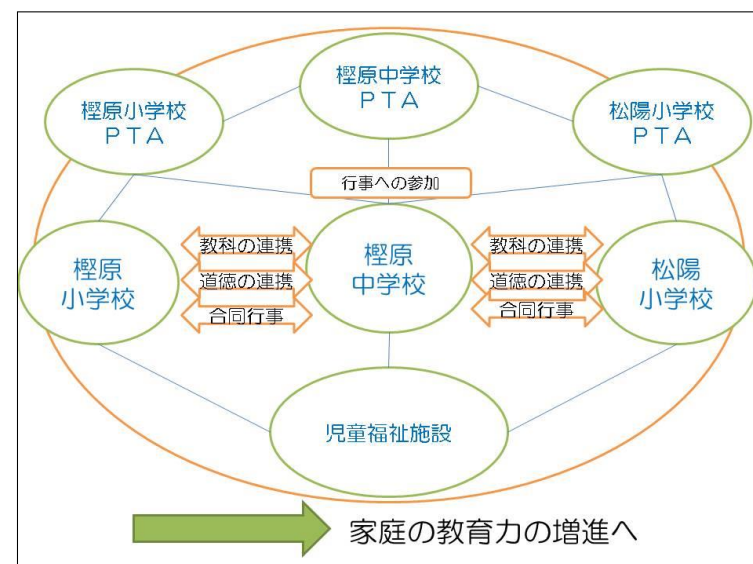 樫原中学校
ＰＴＡ
樫原小学校
ＰＴＡ
松陽小学校
ＰＴＡ
行事への参加
樫原
小学校
教科の連携
道徳の連携
合同行事
樫原
中学校
教科の連携
道徳の連携
合同行事
松陽
小学校
児童福祉施設
家庭の教育力の増進へ